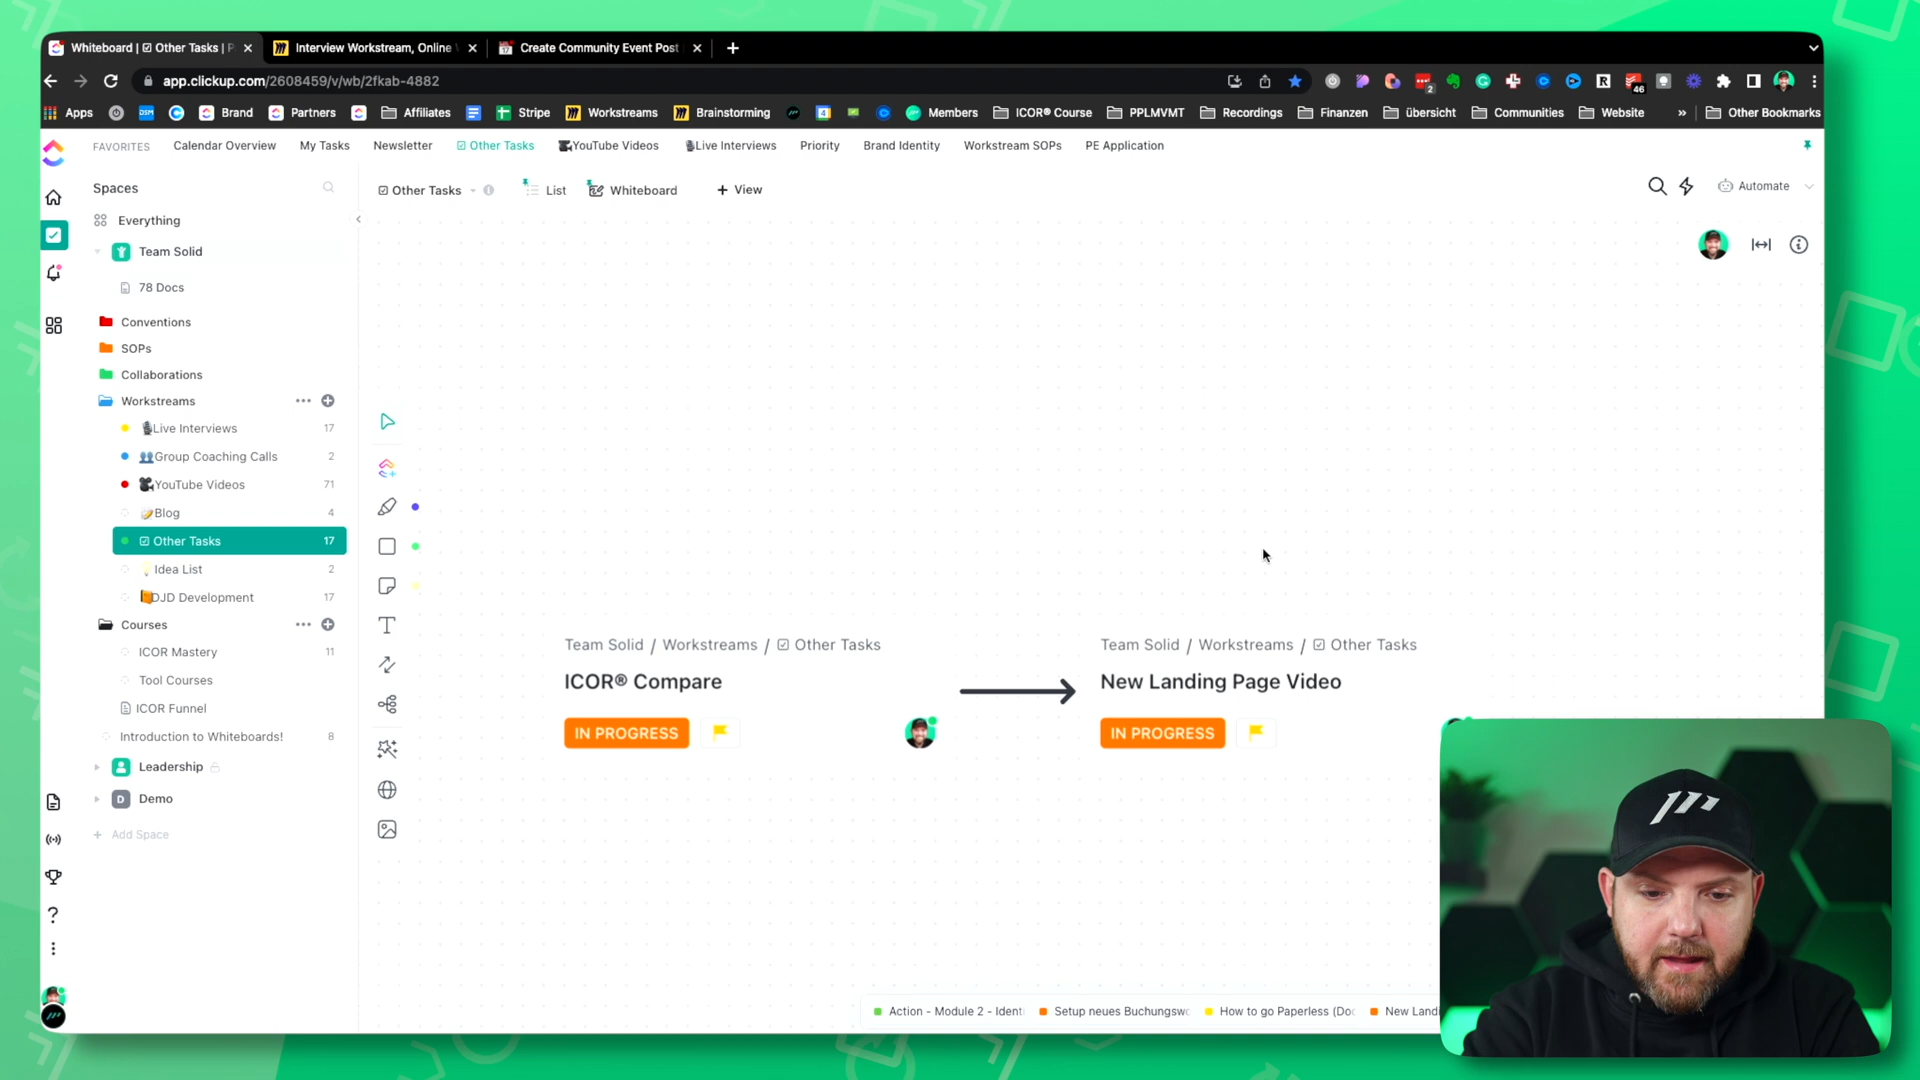 Whiteboard | ☑ Other Tasks | P
Interview Workstream, Online
Create Community Event Post
app.clickup.com/2608459/v/wb/2fkab-4882
2
46
Apps
DSM
Brand
Partners
Affiliates
Stripe
Workstreams
Brainstorming
Members
ICOR® Course
PPLMVMT
Recordings
Finanzen
übersicht
Communities
Website
»
Other Bookmarks
FAVORITES
Calendar Overview
My Tasks
Newsletter
☑ Other Tasks
YouTube Videos
Live Interviews
Priority
Brand Identity
Workstream SOPs
PE Application
Spaces
☑ Other Tasks
List
Whiteboard
+ View
Automate
Everything
Team Solid
78 Docs
Conventions
SOPs
Collaborations
Workstreams
Live Interviews 17
Group Coaching Calls 2
YouTube Videos 71
Blog 4
☑ Other Tasks 17
Idea List 2
DJD Development 17
Courses
ICOR Mastery 11
Tool Courses
ICOR Funnel
Introduction to Whiteboards! 8
Leadership
D Demo
+ Add Space
Team Solid / Workstreams / ☑ Other Tasks
ICOR® Compare
IN PROGRESS
Team Solid / Workstreams / ☑ Other Tasks
New Landing Page Video
IN PROGRESS
Action - Module 2 - Identi
Setup neues Buchungswo
How to go Paperless (Doc
New Landi